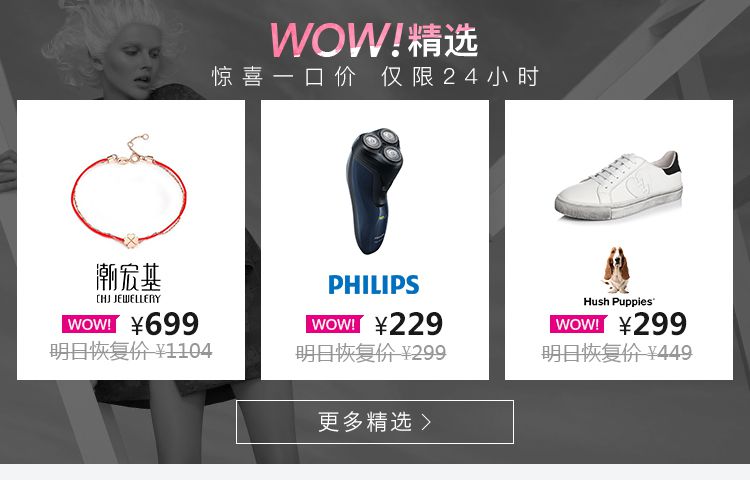 WOW!精选
惊喜一口价 仅限24小时
潮宏基
CHJ JEWELLERY
WOW! ¥699
明日恢复价 ¥1104
PHILIPS
WOW! ¥229
明日恢复价 ¥299
Hush Puppies
WOW! ¥299
明日恢复价 ¥449
更多精选 >